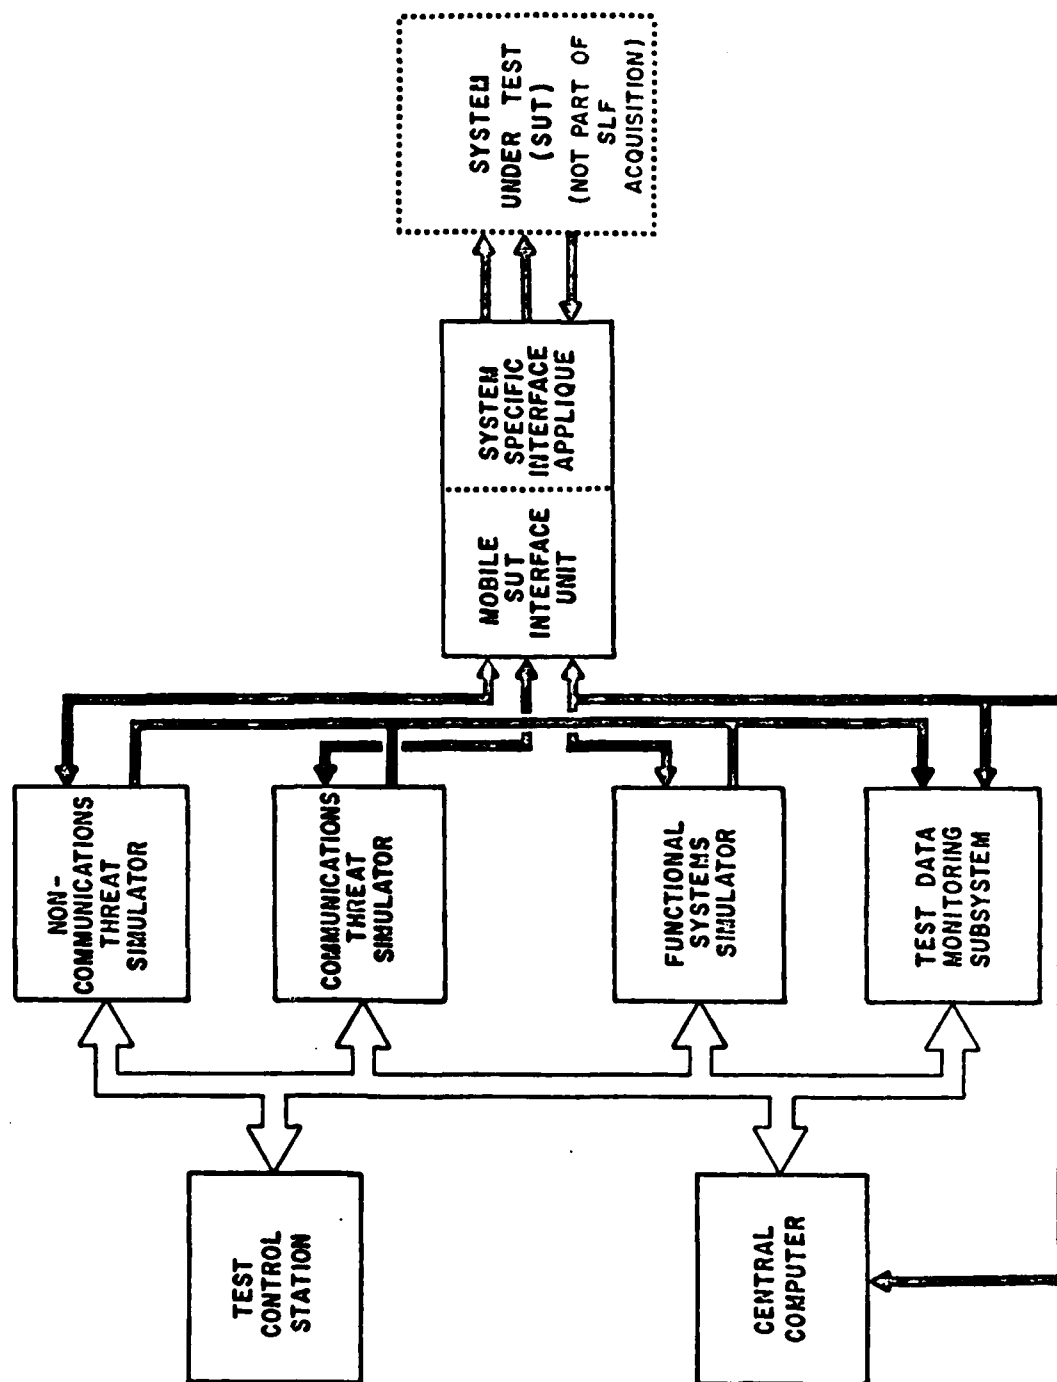 TEST
CONTROL
STATION
CENTRAL
COMPUTER
NON-
COMMUNICATIONS
THREAT
SIMULATOR
COMMUNICATIONS
THREAT
SIMULATOR
FUNCTIONAL
SYSTEMS
SIMULATOR
TEST DATA
MONITORING
SUBSYSTEM
MOBILE
SUT
INTERFACE
UNIT
SYSTEM
SPECIFIC
INTERFACE
APPLIQUE
SYSTEM
UNDER TEST
(SUT)
(NOT PART OF
SLF
ACQUISITION)